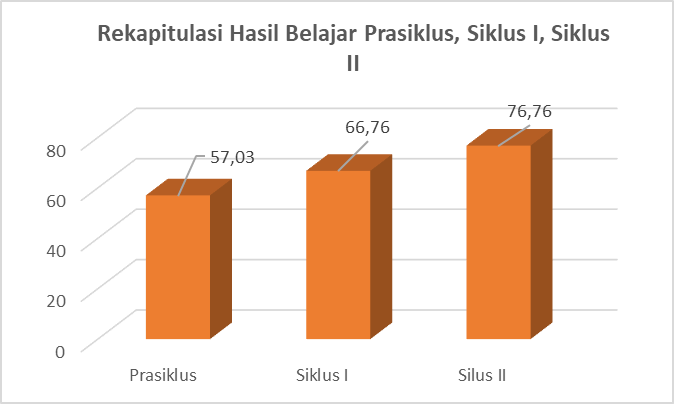 Rekapitulasi Hasil Belajar Prasiklus, Siklus I, Siklus
II
76,76
66,76
57,03
80
60
40
20
0
Prasiklus
Siklus I
Silus II